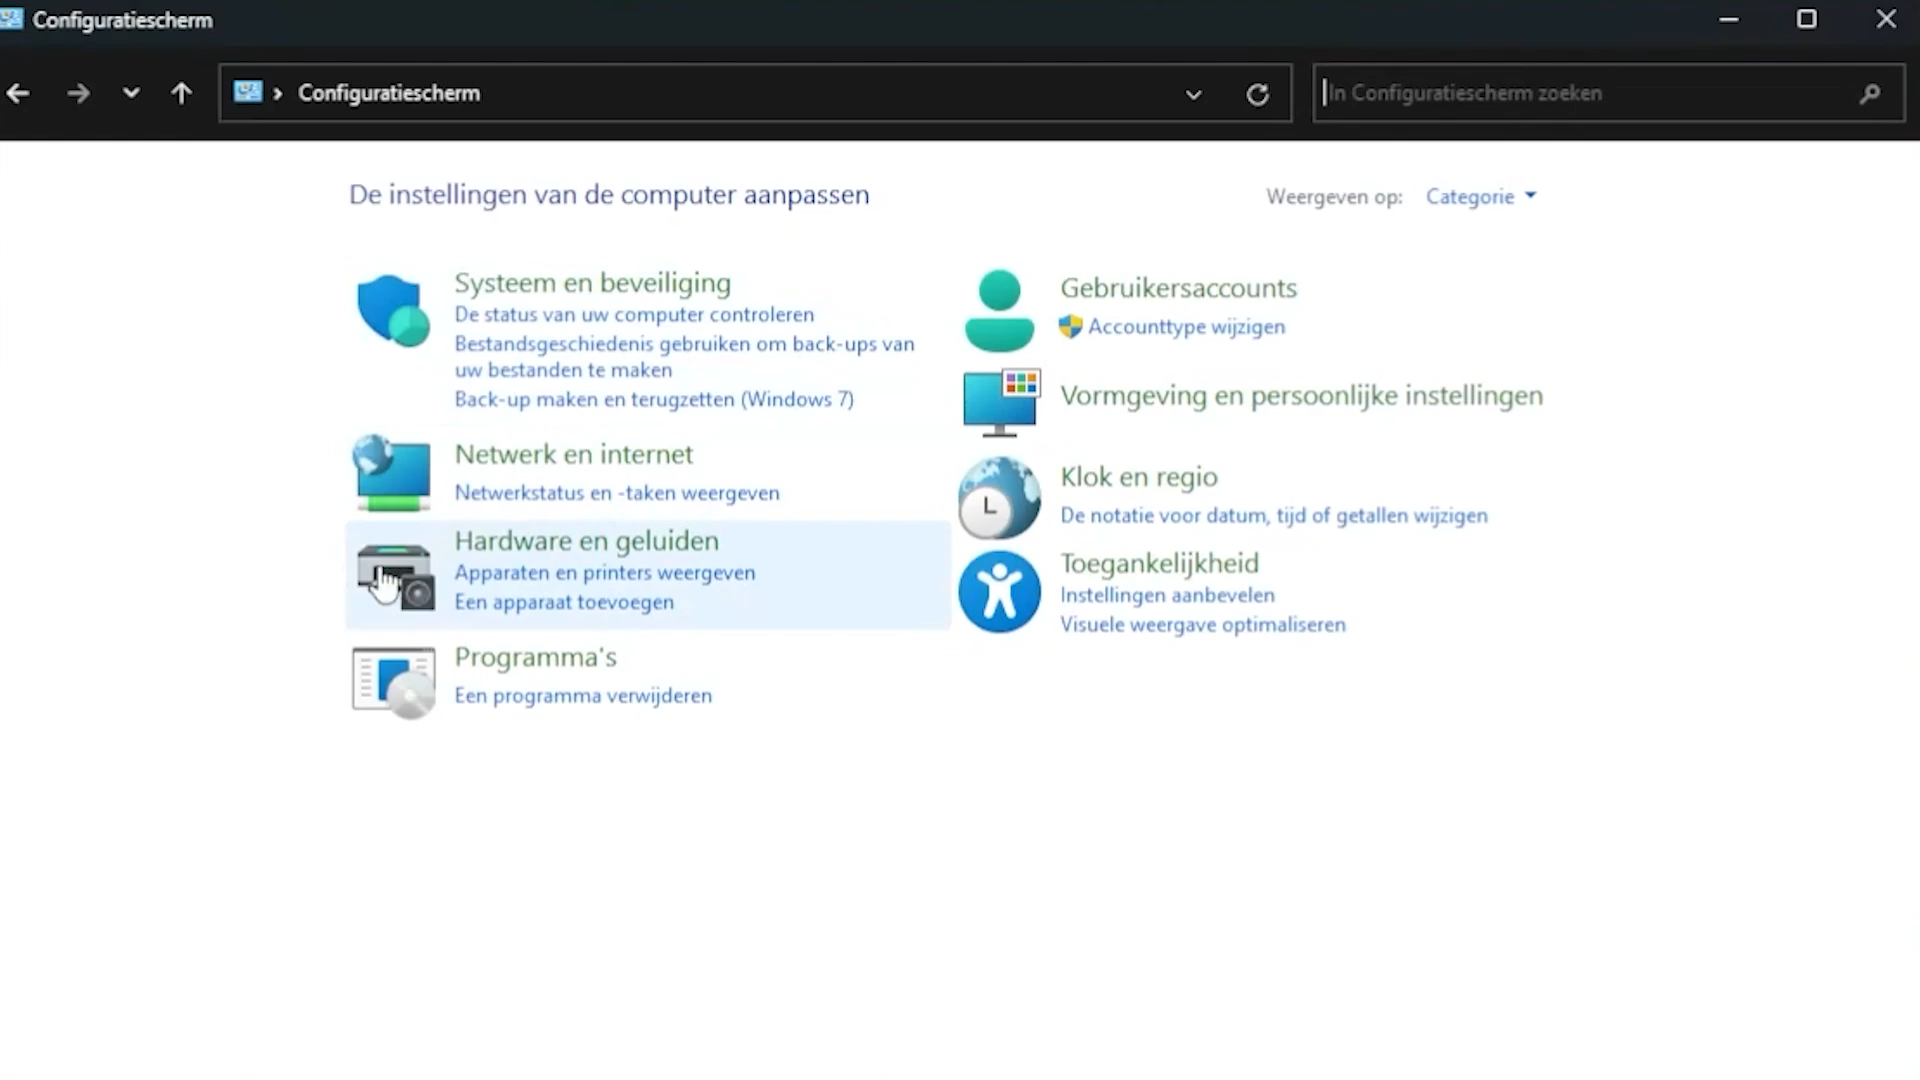 Configuratiescherm
Configuratiescherm
In Configuratiescherm zoeken
De instellingen van de computer aanpassen
Weergeven op: Categorie
Systeem en beveiliging
De status van uw computer controleren
Bestandsgeschiedenis gebruiken om back-ups van
uw bestanden te maken
Back-up maken en terugzetten (Windows 7)
Netwerk en internet
Netwerkstatus en -taken weergeven
Hardware en geluiden
Apparaten en printers weergeven
Een apparaat toevoegen
Programma's
Een programma verwijderen
Gebruikersaccounts
Accounttype wijzigen
Vormgeving en persoonlijke instellingen
Klok en regio
De notatie voor datum, tijd of getallen wijzigen
Toegankelijkheid
Instellingen aanbevelen
Visuele weergave optimaliseren